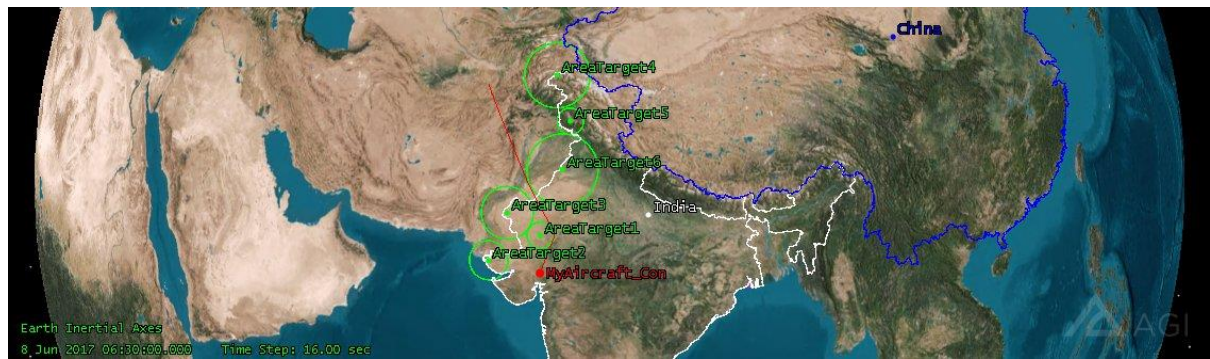 China
AreaTarget4
AreaTarget5
AreaTarget6
AreaTarget3
India
AreaTarget1
AreaTarget2
MyAircraft_Com
Earth Inertial Axes
8 Jun 2017 06:30:00.000 Time Step: 16.00 sec
AGI